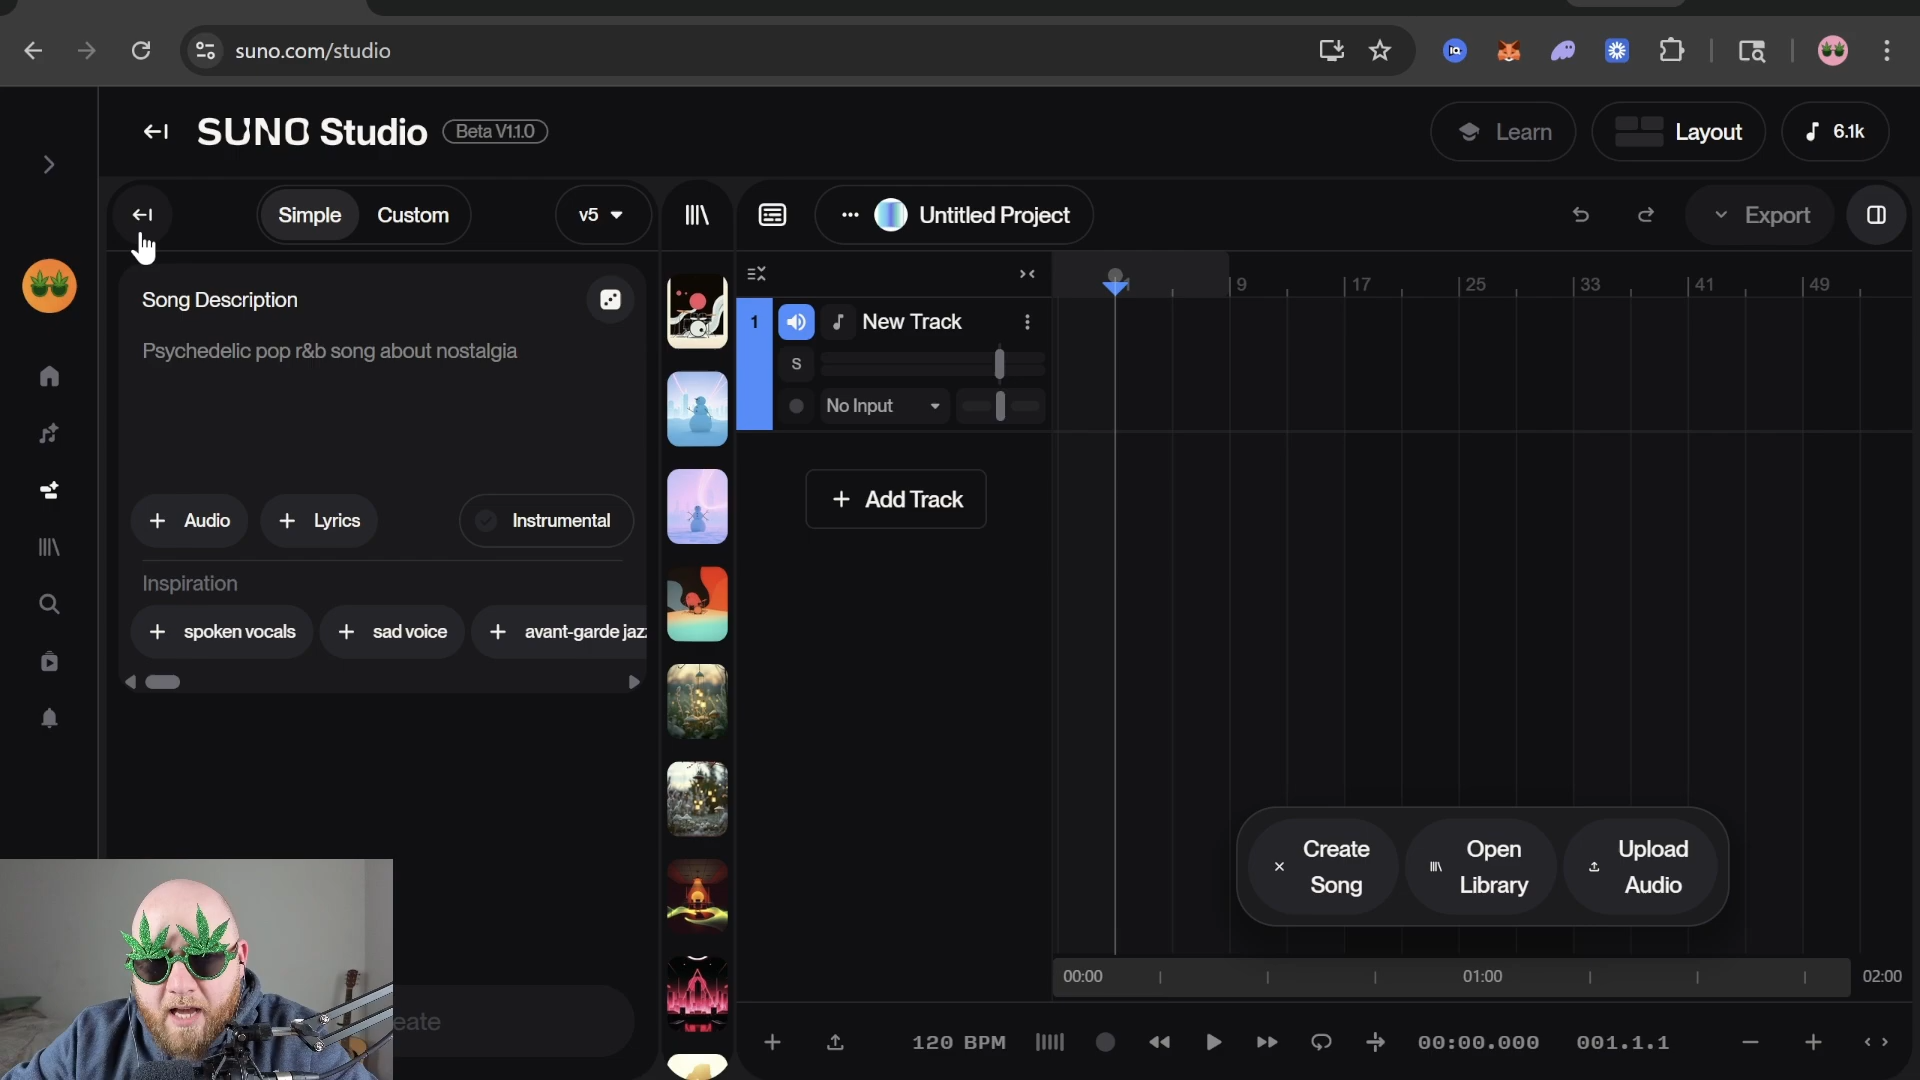 suno.com/studio
SUNO Studio
Beta V1.1.0
Learn
Layout
6.1k
Simple
Custom
v5
Untitled Project
Export
Song Description
Psychedelic pop r&b song about nostalgia
9
17
25
33
41
49
1
New Track
S
No Input
+ Add Track
+ Audio
+ Lyrics
Instrumental
Inspiration
+ spoken vocals
+ sad voice
+ avant-garde jaz
Create
Song
Open
Library
Upload
Audio
00:00
01:00
02:00
eate
120 BPM
00:00.000
001.1.1